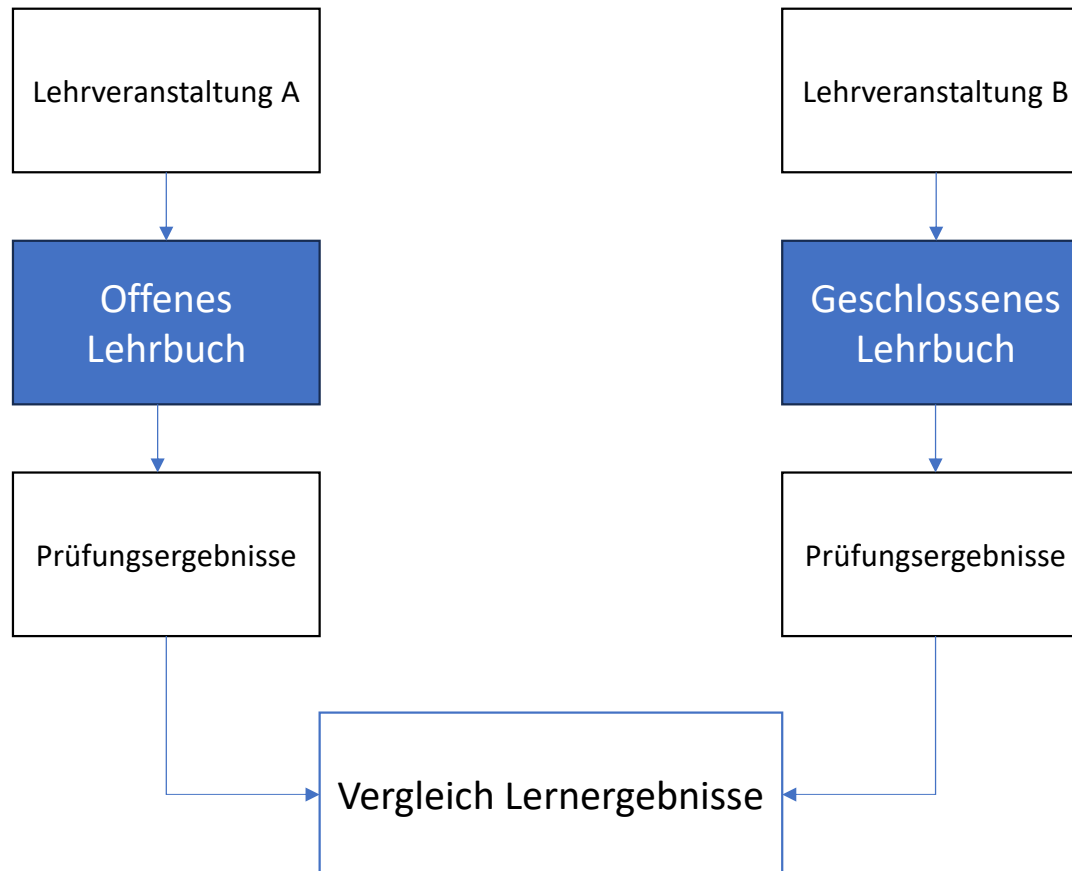 Lehrveranstaltung A
Lehrveranstaltung B
Offenes
Lehrbuch
Geschlossenes
Lehrbuch
Prüfungsergebnisse
Prüfungsergebnisse
Vergleich Lernergebnisse